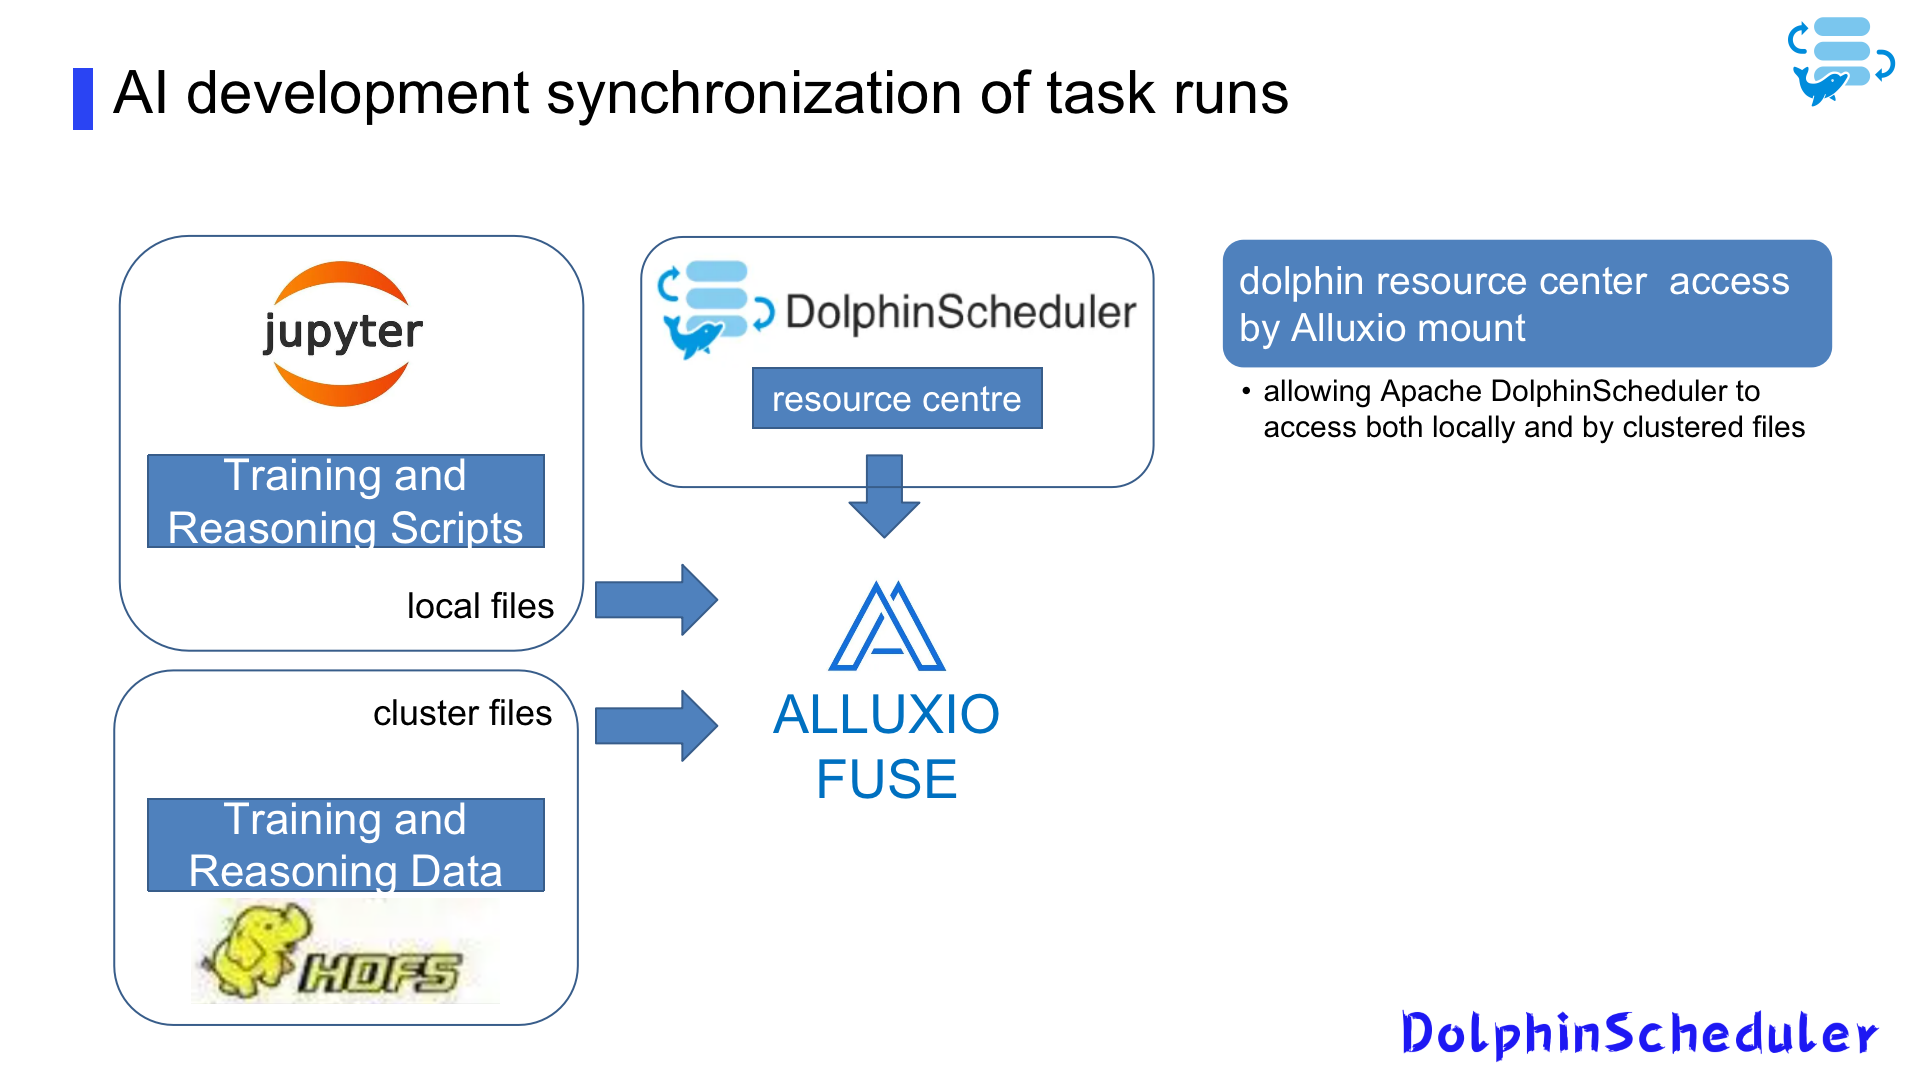 AI development synchronization of task runs
jupyter
Training and
Reasoning Scripts
local files
cluster files
Training and
Reasoning Data
HDFS
DolphinScheduler
resource centre
ALLUXIO
FUSE
dolphin resource center  access
by Alluxio mount
• allowing Apache DolphinScheduler to
access both locally and by clustered files
DolphinScheduler